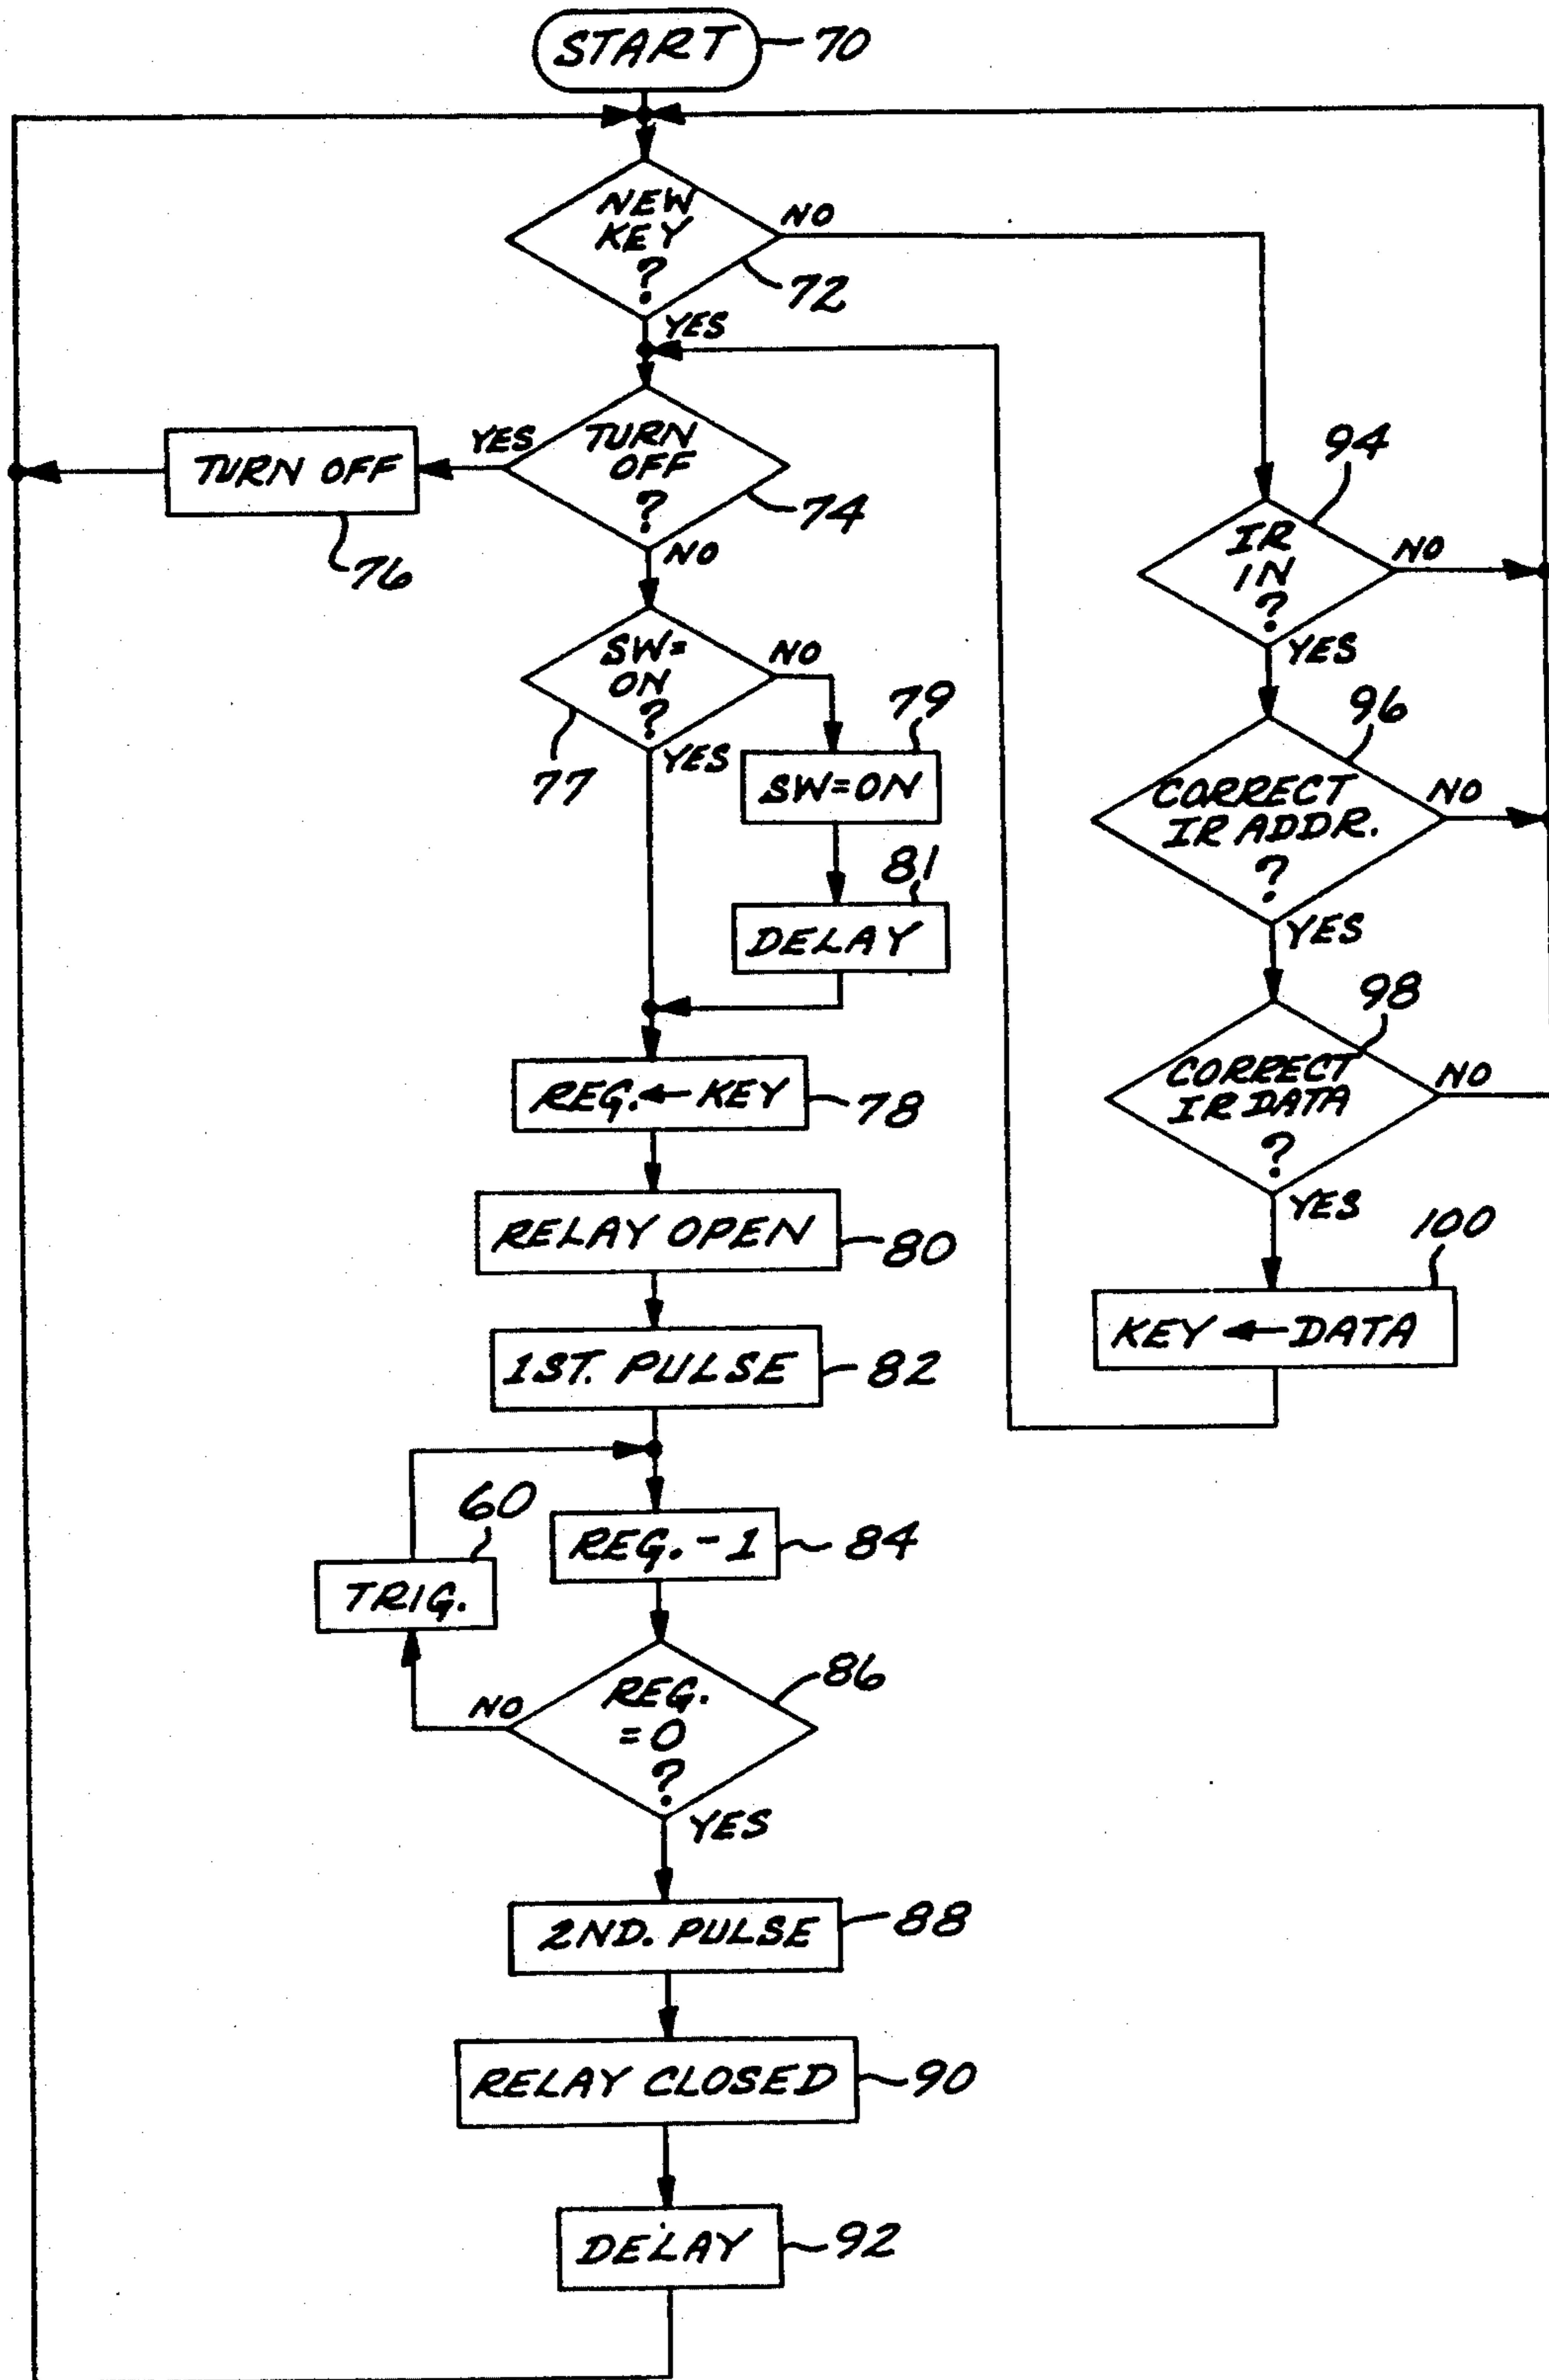 START
70
NEW
KEY
?
NO
72
YES
TURN
OFF
?
YES
74
TURN OFF
76
NO
SW=
ON
?
NO
77
YES
79
SW=ON
81
DELAY
REG.←KEY
78
RELAY OPEN
80
1ST. PULSE
82
60
TRIG.
REG.-1
84
REG.
=0
?
86
NO
YES
2ND. PULSE
88
RELAY CLOSED
90
DELAY
92
94
IR
IN
?
NO
YES
96
CORRECT
IR ADDR.
?
NO
YES
98
CORRECT
IR DATA
?
NO
YES
100
KEY←DATA